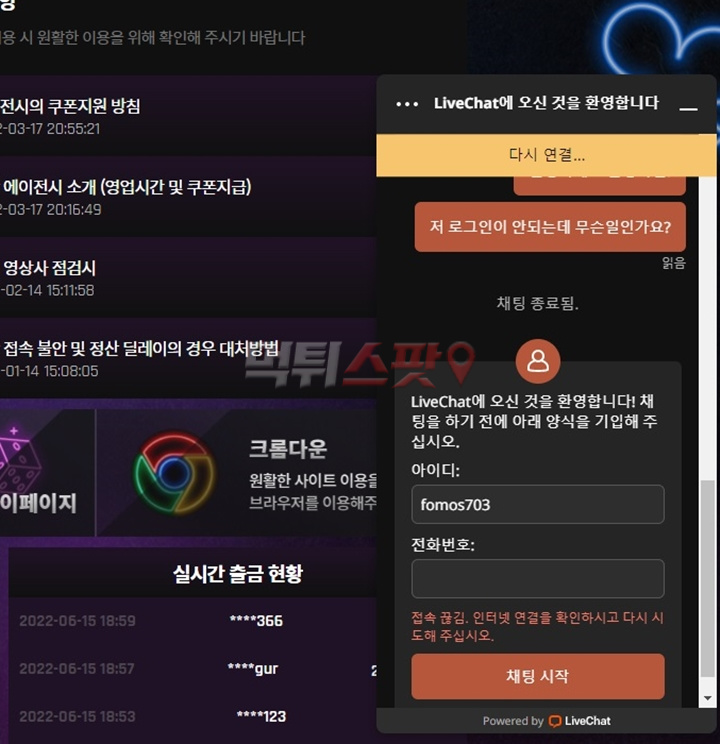 용 시 원활한 이용을 위해 확인해 주시기 바랍니다
전시의 쿠폰지원 방침
-03-17 20:55:21
에이전시 소개 (영업시간 및 쿠폰지급)
-03-17 20:16:49
영상사 점검시
-02-14 15:11:58
접속 불안 및 정산 딜레이의 경우 대처방법
-01-14 15:08:05
먹튀스팟
이페이지
크롬다운
원활한 사이트 이용을
브라우저를 이용해주
실시간 출금 현황
2022-06-15 18:59 ****366
2022-06-15 18:57 ****gur 2
2022-06-15 18:53 ****123
LiveChat에 오신 것을 환영합니다
다시 연결...
저 로그인이 안되는데 무슨일인가요?
읽음
채팅 종료됨.
LiveChat에 오신 것을 환영합니다! 채
팅을 하기 전에 아래 양식을 기입해 주
십시오.
아이디:
fomos703
전화번호:
접속 끊김. 인터넷 연결을 확인하시고 다시 시
도해 주십시오.
채팅 시작
Powered by LiveChat